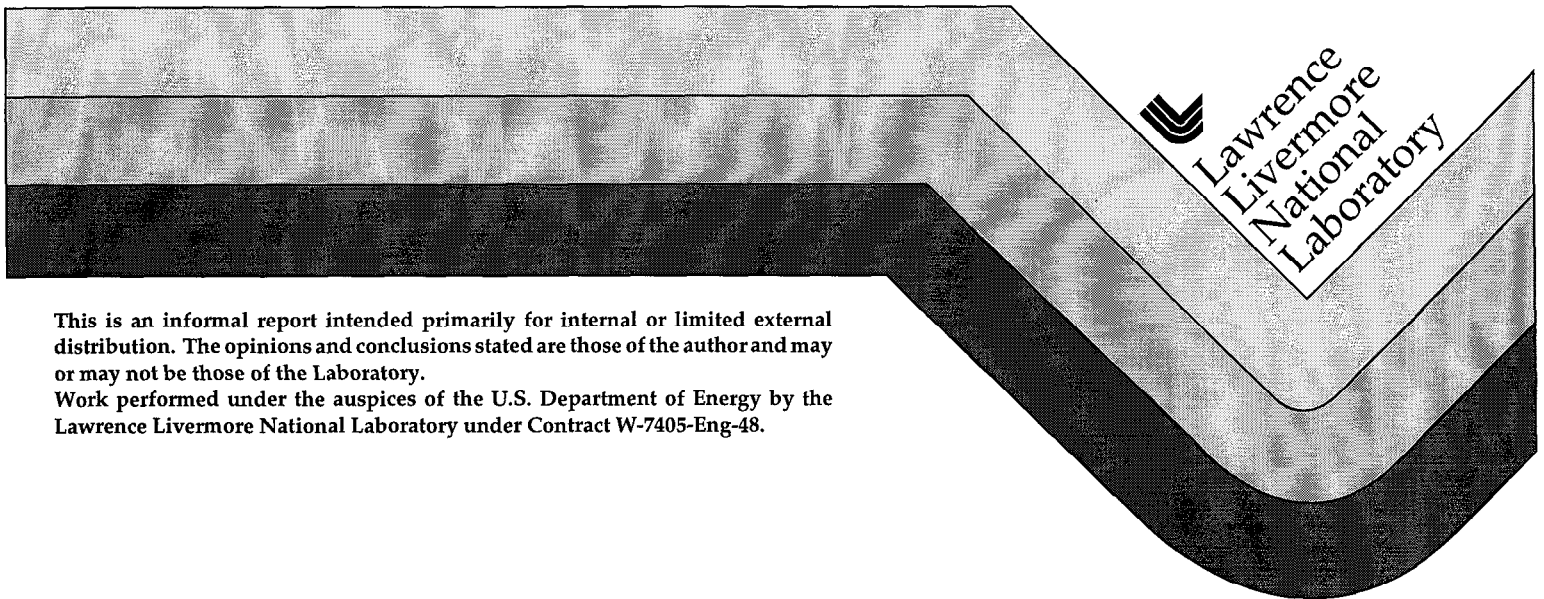 Lawrence
Livermore
National
Laboratory
This is an informal report intended primarily for internal or limited external
distribution. The opinions and conclusions stated are those of the author and may
or may not be those of the Laboratory.
Work performed under the auspices of the U.S. Department of Energy by the
Lawrence Livermore National Laboratory under Contract W-7405-Eng-48.